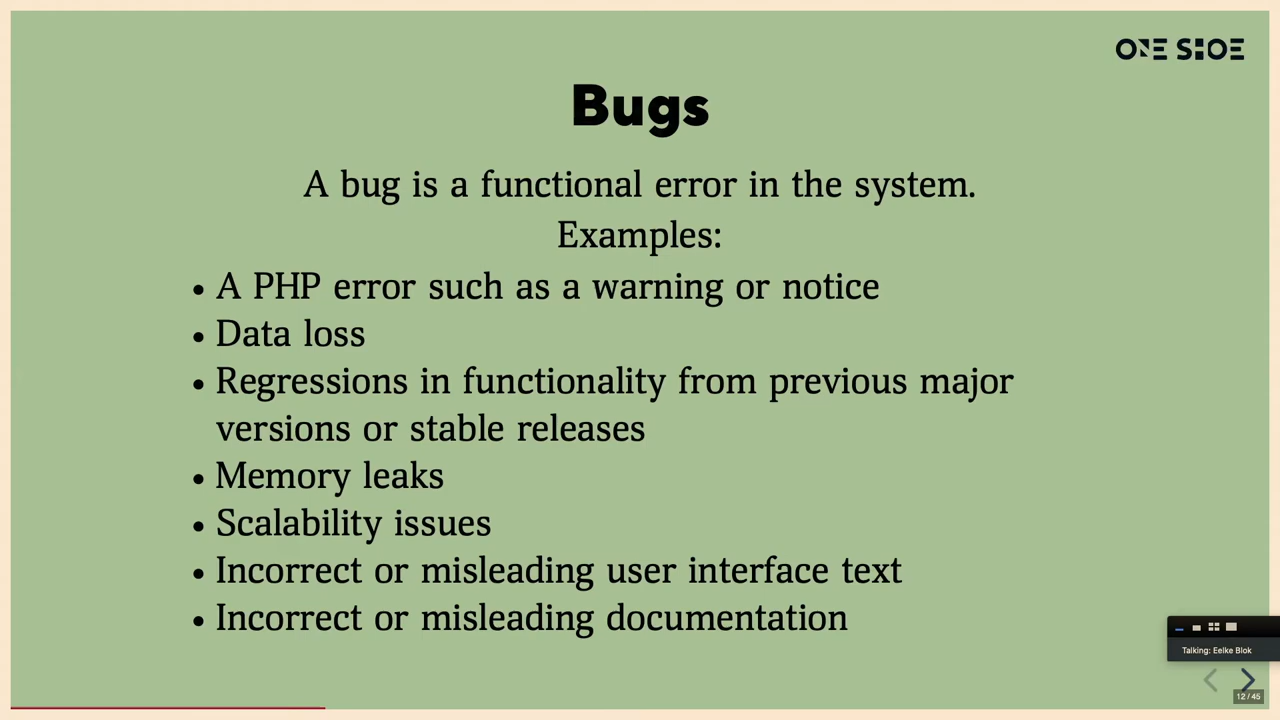 ONE SHOE
Bugs
A bug is a functional error in the system.
Examples:
• A PHP error such as a warning or notice
• Data loss
• Regressions in functionality from previous major
versions or stable releases
• Memory leaks
• Scalability issues
• Incorrect or misleading user interface text
• Incorrect or misleading documentation
Talking: Eelke Blok
12 / 45